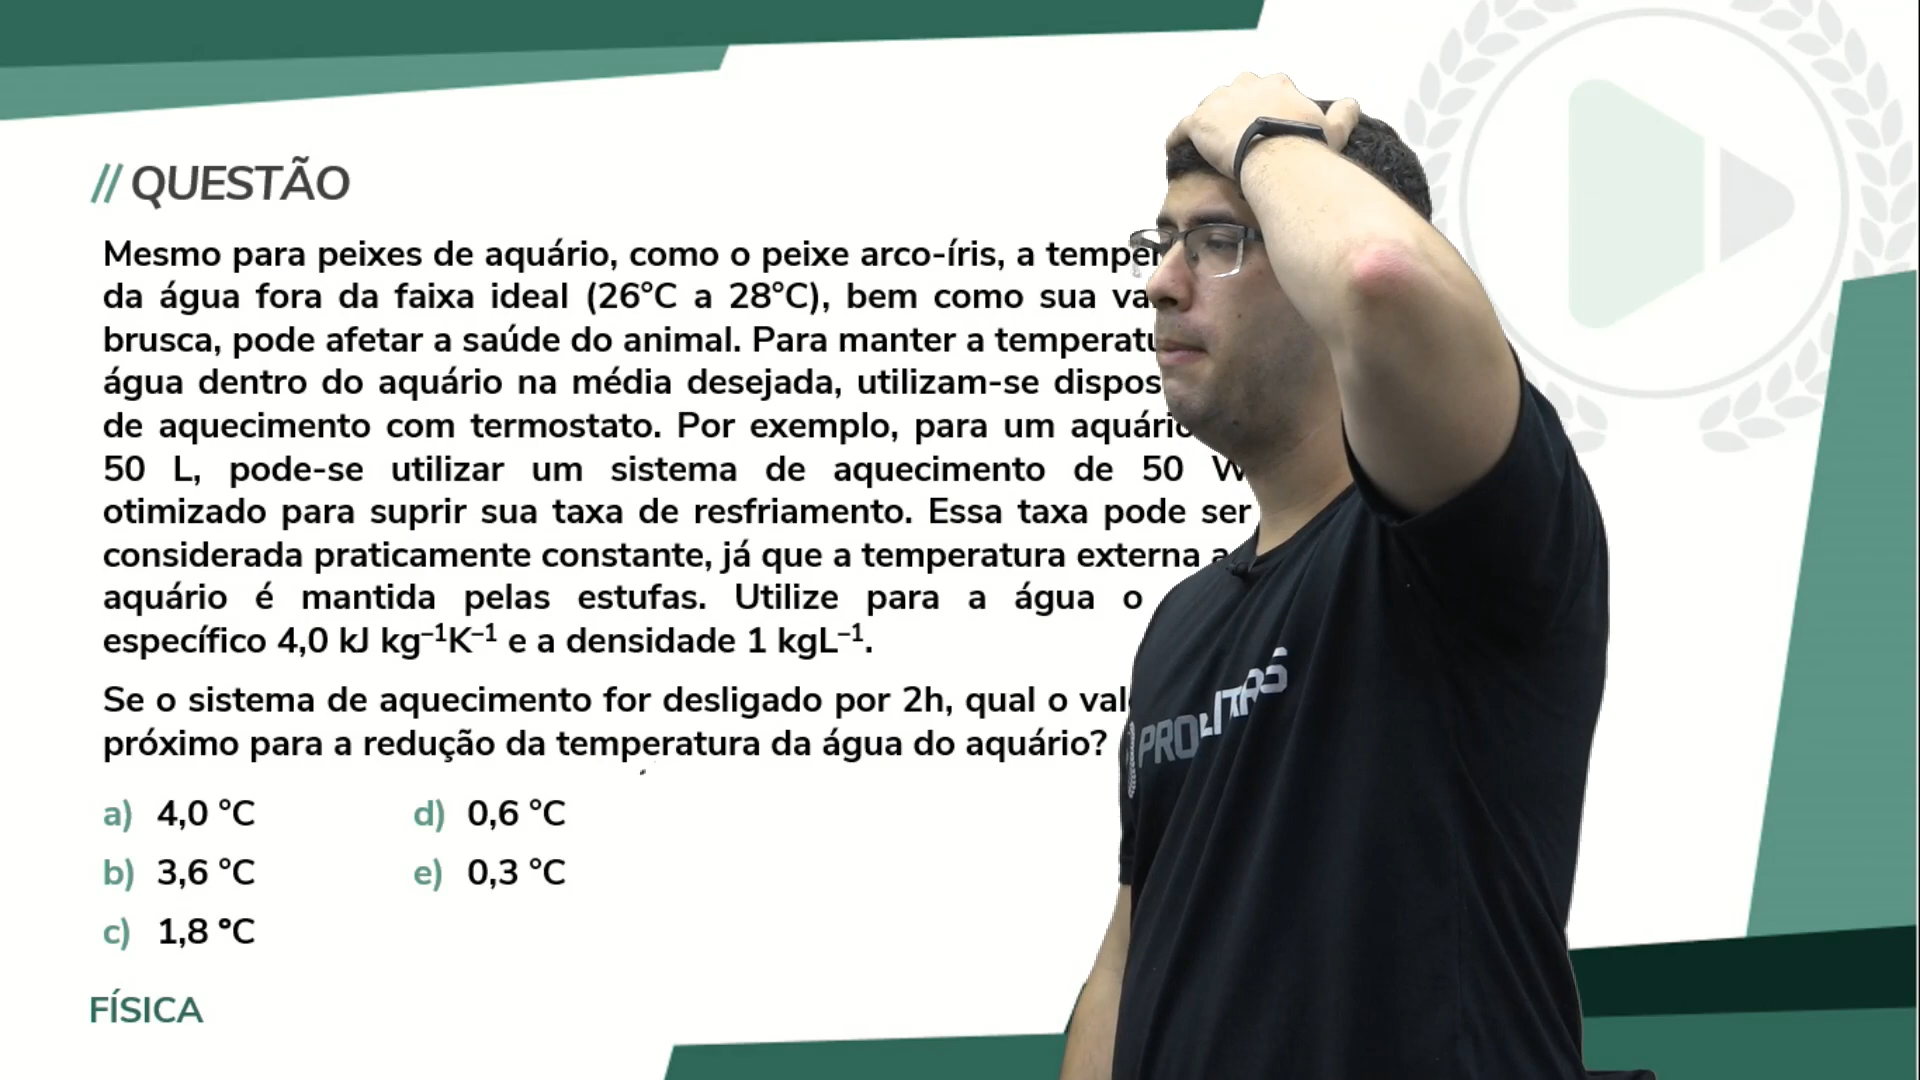 // QUESTÃO
Mesmo para peixes de aquário, como o peixe arco-íris, a
da água fora da faixa ideal (26°C a 28°C), bem como sua
brusca, pode afetar a saúde do animal. Para manter a
água dentro do aquário na média desejada, utilizam-se
de aquecimento com termostato. Por exemplo, para um aquário
50 L, pode-se utilizar um sistema de aquecimento de 50 W
otimizado para suprir sua taxa de resfriamento. Essa taxa pode ser
considerada praticamente constante, já que a temperatura externa
aquário é mantida pelas estufas. Utilize para a água o
específico 4,0 kJ kg⁻¹K⁻¹ e a densidade 1 kgL⁻¹.
Se o sistema de aquecimento for desligado por 2h, qual o
próximo para a redução da temperatura da água do aquário?
a) 4,0 °C
b) 3,6 °C
c) 1,8 °C
d) 0,6 °C
e) 0,3 °C
FÍSICA